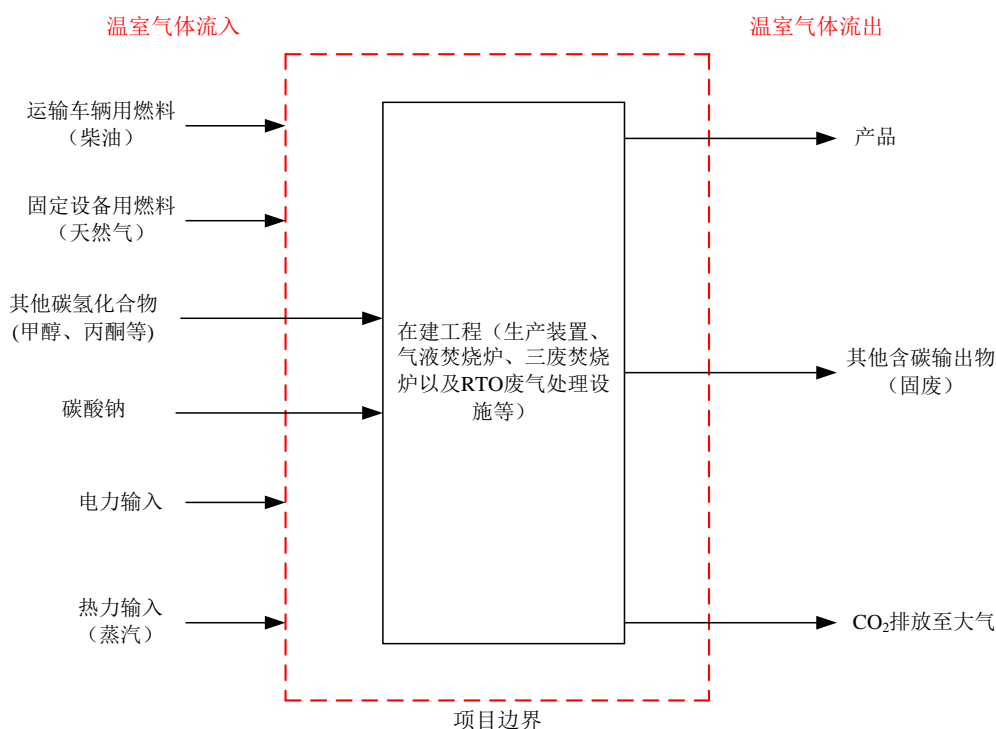 温室气体流入
温室气体流出
运输车辆用燃料
（柴油）
产品
固定设备用燃料
（天然气）
其他碳氢化合物
(甲醇、丙酮等)
在建工程（生产装置、
气液焚烧炉、三废焚烧
炉以及RTO废气处理设
施等）
其他含碳输出物
（固废）
碳酸钠
电力输入
热力输入
（蒸汽）
CO₂排放至大气
项目边界